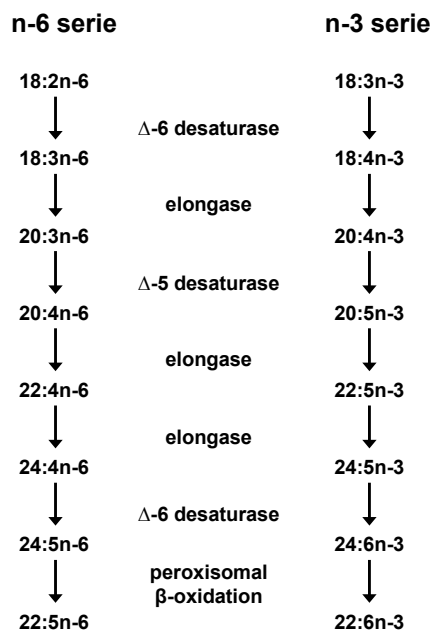 n-6 serie n-3 serie
18:2n-6 18:3n-3
Δ-6 desaturase
18:3n-6 18:4n-3
elongase
20:3n-6 20:4n-3
Δ-5 desaturase
20:4n-6 20:5n-3
elongase
22:4n-6 22:5n-3
elongase
24:4n-6 24:5n-3
Δ-6 desaturase
24:5n-6 24:6n-3
peroxisomal
β-oxidation
22:5n-6 22:6n-3